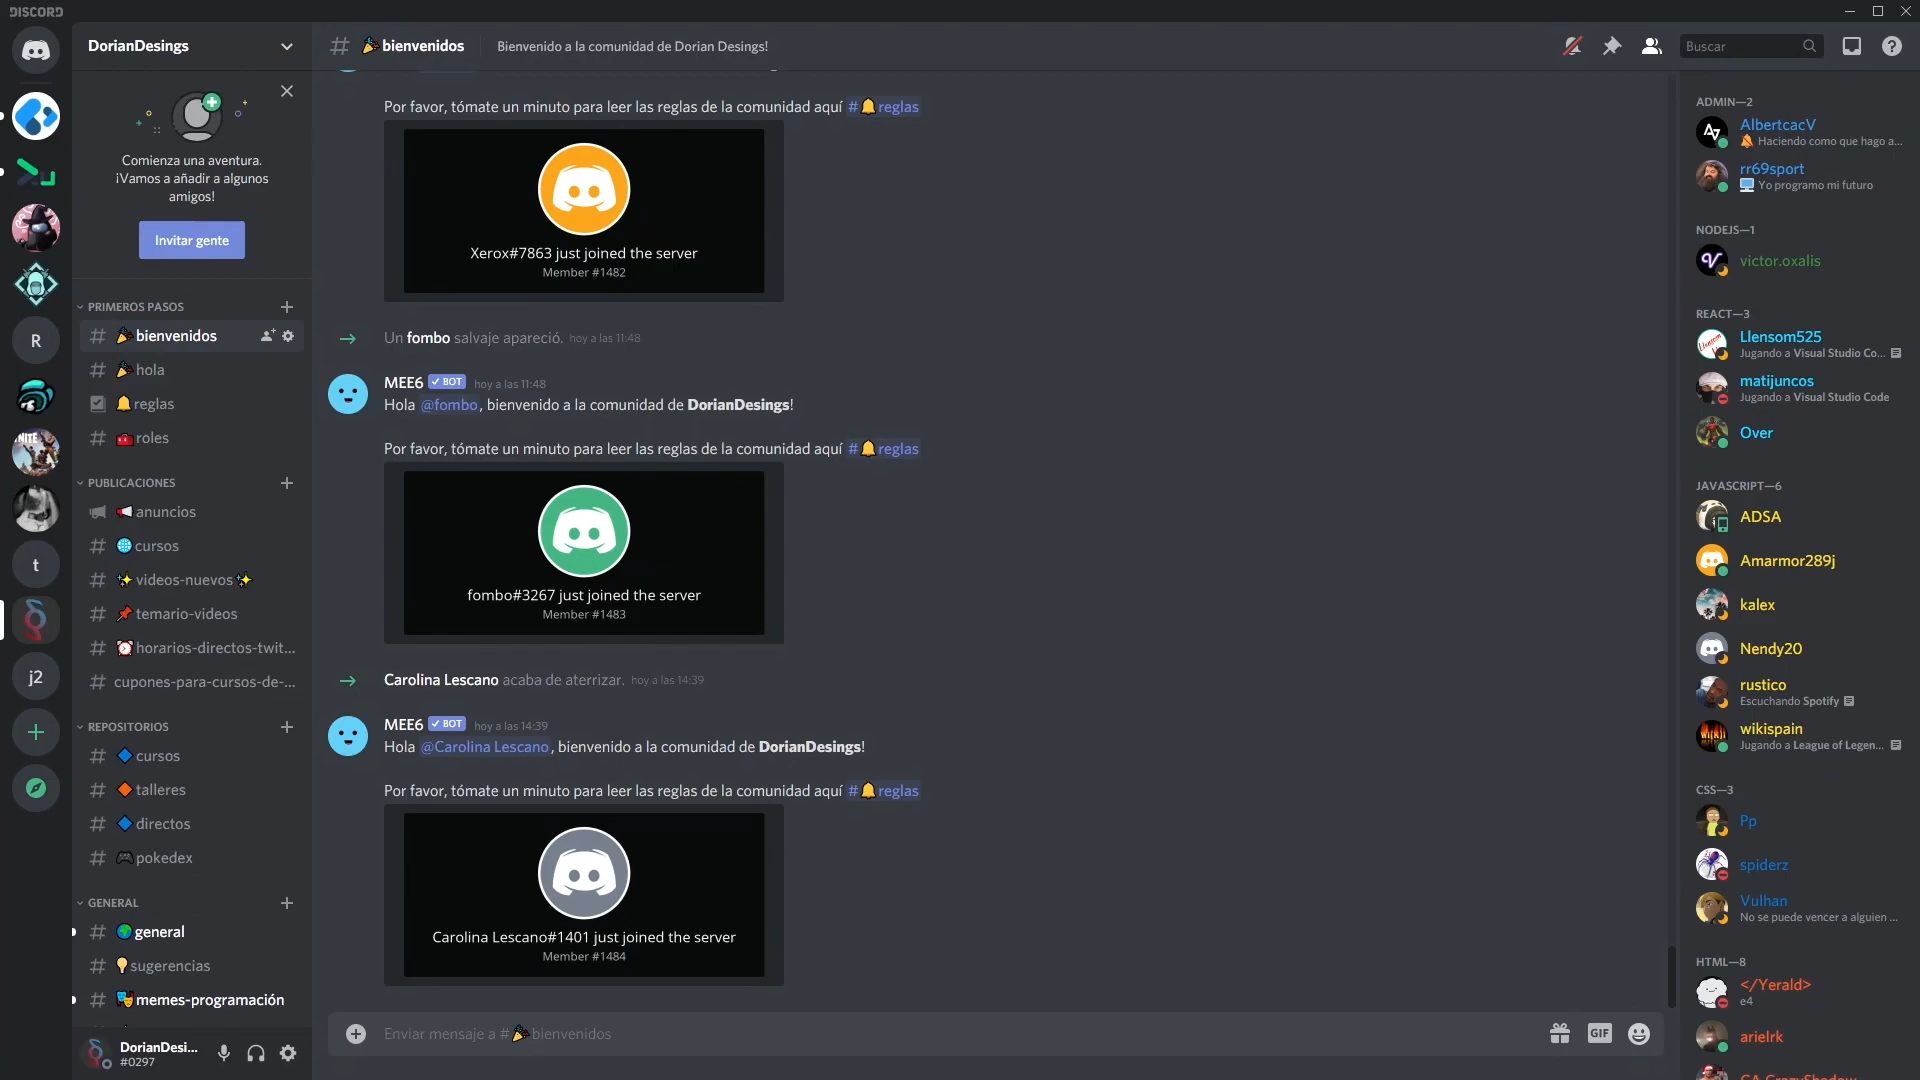 DISCORD
DorianDesings
Comienza una aventura.
¡Vamos a añadir a algunos
amigos!
Invitar gente
PRIMEROS PASOS
bienvenidos
hola
reglas
roles
PUBLICACIONES
anuncios
cursos
videos-nuevos
temario-videos
horarios-directos-twit...
cupones-para-cursos-de-...
REPOSITORIOS
cursos
talleres
directos
pokedex
GENERAL
general
sugerencias
memes-programación
DorianDesi...
#0297
R
t
j2
# bienvenidos
Bienvenido a la comunidad de Dorian Desings!
Buscar
Por favor, tómate un minuto para leer las reglas de la comunidad aquí #reglas
Xerox#7863 just joined the server
Member #1482
Un fombo salvaje apareció. hoy a las 11:48
MEE6 BOT hoy a las 11:48
Hola @fombo, bienvenido a la comunidad de DorianDesings!
Por favor, tómate un minuto para leer las reglas de la comunidad aquí #reglas
fombo#3267 just joined the server
Member #1483
Carolina Lescano acaba de aterrizar. hoy a las 14:39
MEE6 BOT hoy a las 14:39
Hola @Carolina Lescano, bienvenido a la comunidad de DorianDesings!
Por favor, tómate un minuto para leer las reglas de la comunidad aquí #reglas
Carolina Lescano#1401 just joined the server
Member #1484
Enviar mensaje a #bienvenidos
GIF
ADMIN—2
AlbertcacV
Haciendo como que hago a...
rr69sport
Yo programo mi futuro
NODEJS—1
victor.oxalis
REACT—3
Llensom525
Jugando a Visual Studio Co...
matijuncos
Jugando a Visual Studio Code
Over
JAVASCRIPT—6
ADSA
Amarmor289j
kalex
Nendy20
rustico
Escuchando Spotify
wikispain
Jugando a League of Legen...
CSS—3
Pp
spiderz
Vulhan
No se puede vencer a alguien ...
HTML—8
</Yerald>
e4
arielrk